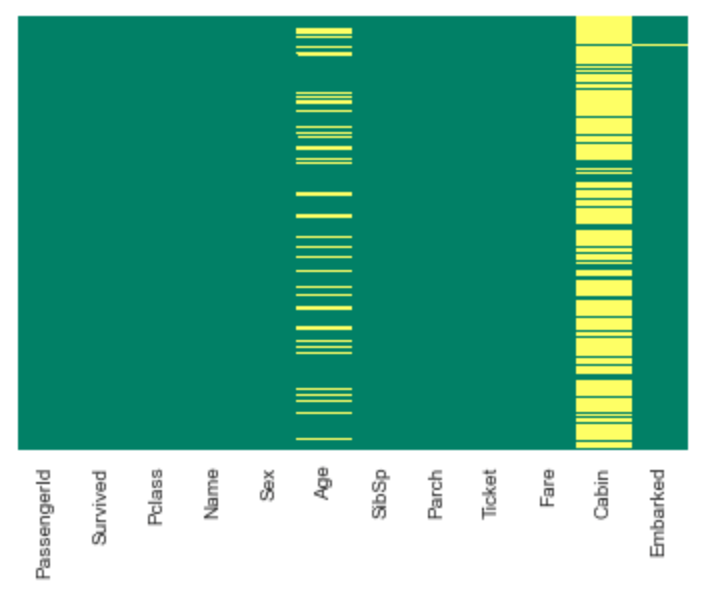 PassengerId
Survived
Pclass
Name
Sex
Age
SibSp
Parch
Ticket
Fare
Cabin
Embarked